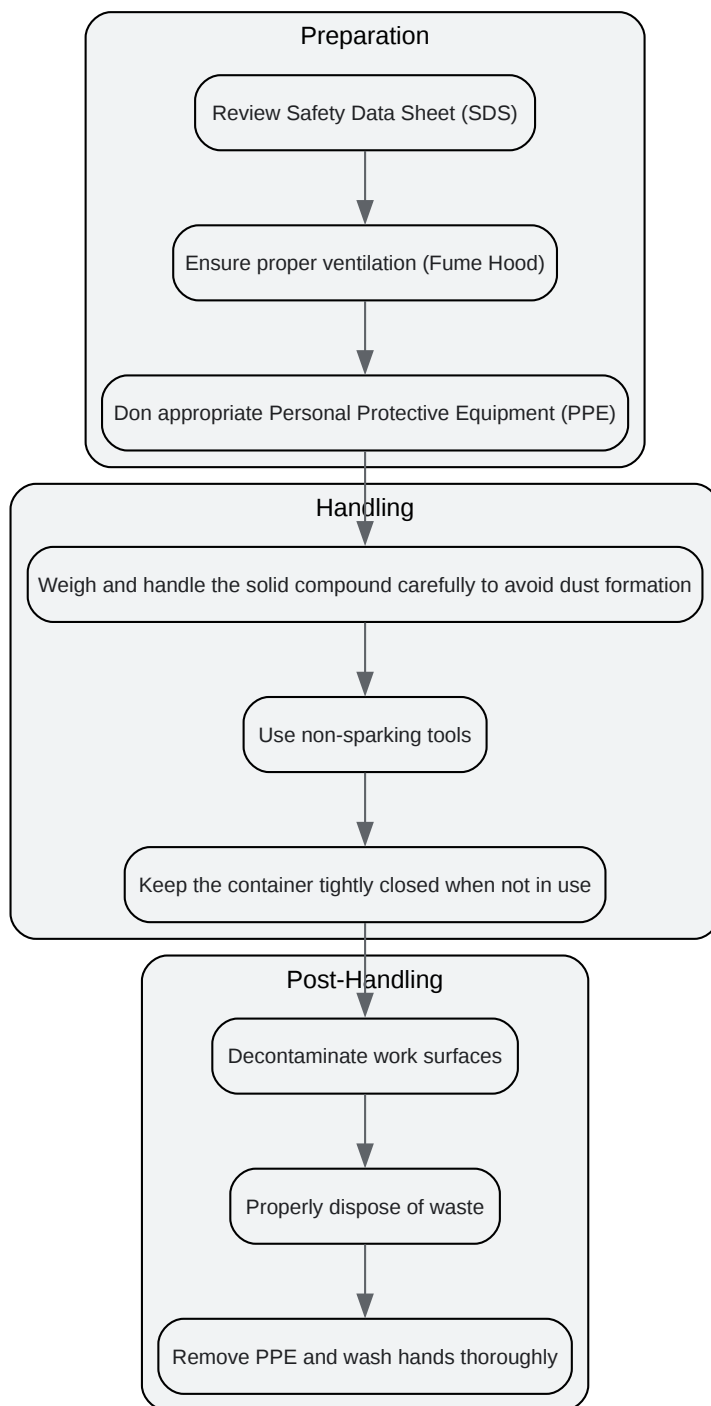 Preparation
Review Safety Data Sheet (SDS)
Ensure proper ventilation (Fume Hood)
Don appropriate Personal Protective Equipment (PPE)
Handling
Weigh and handle the solid compound carefully to avoid dust formation
Use non-sparking tools
Keep the container tightly closed when not in use
Post-Handling
Decontaminate work surfaces
Properly dispose of waste
Remove PPE and wash hands thoroughly